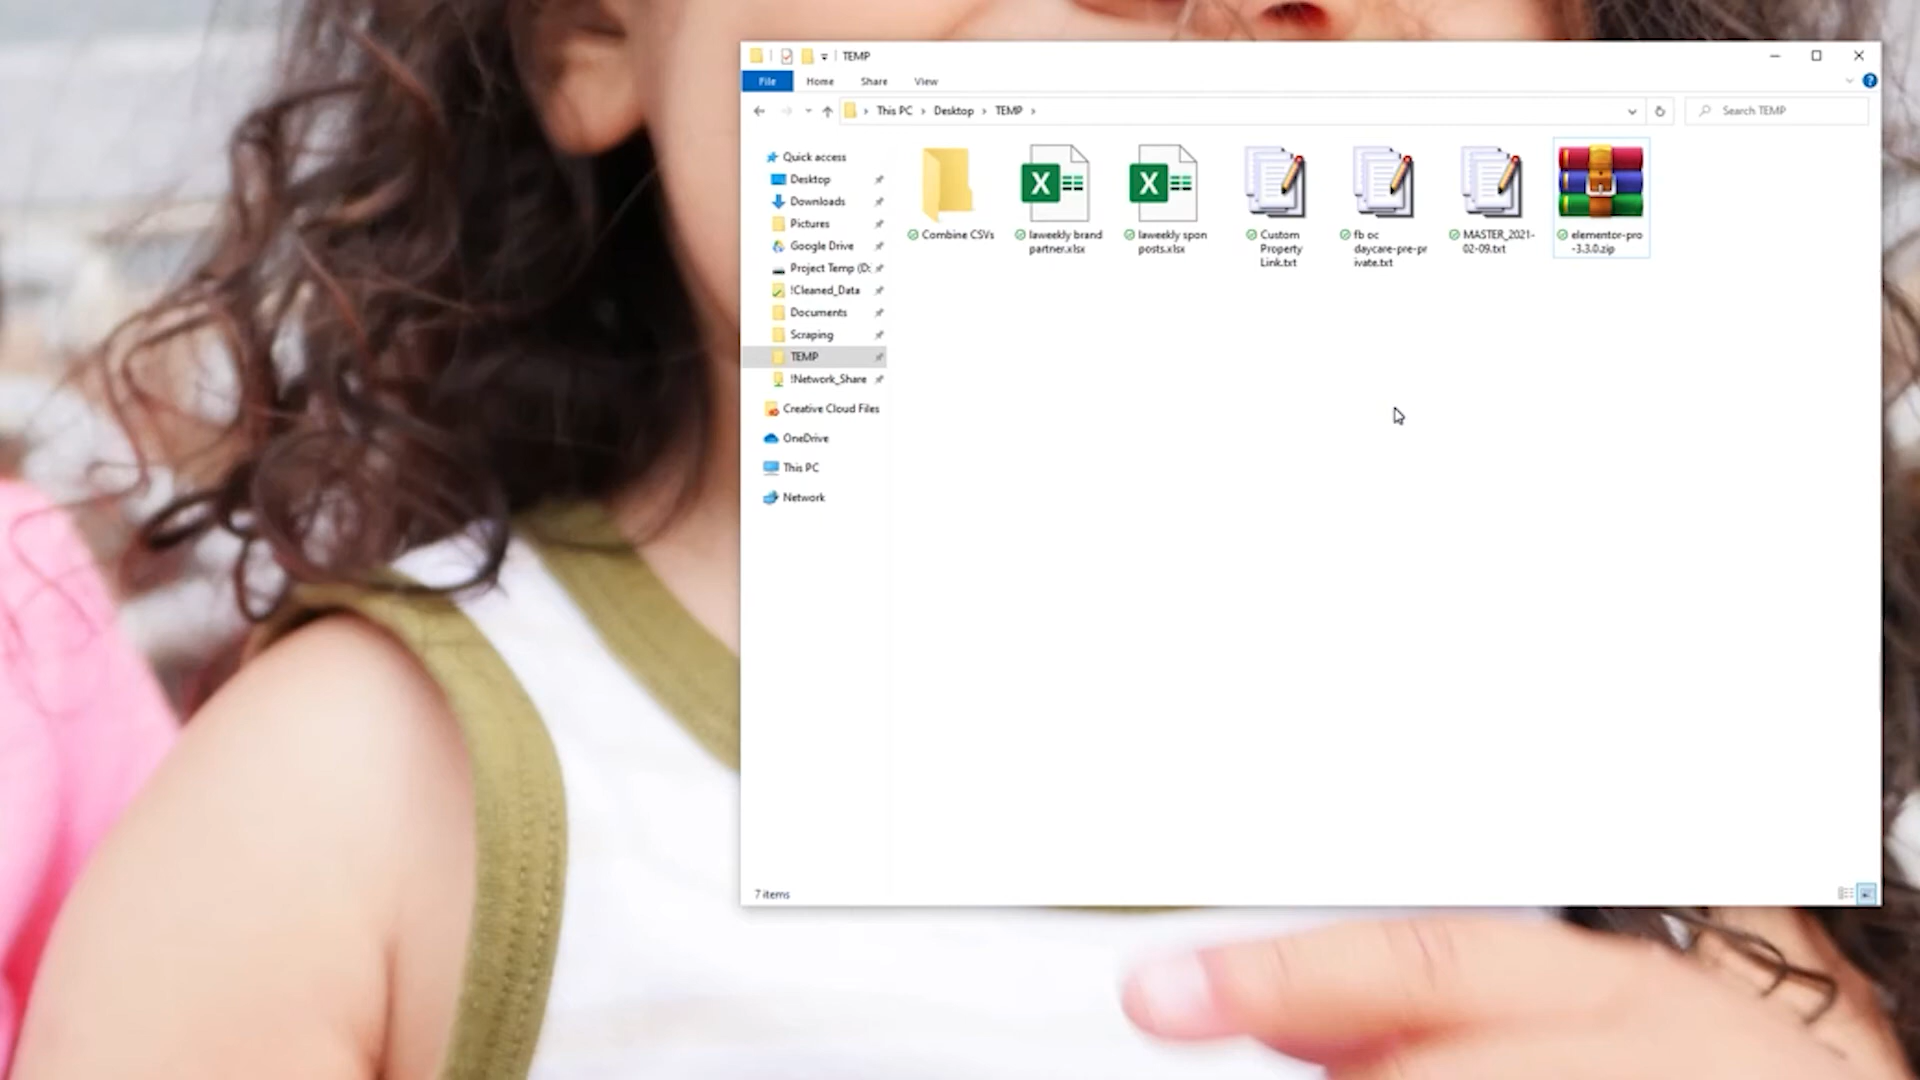 TEMP
File Home Share View
This PC Desktop TEMP
Search TEMP
Quick access
Desktop
Downloads
Pictures
Google Drive
Project Temp (D:
!Cleaned_Data
Documents
Scraping
TEMP
!Network_Share
Creative Cloud Files
OneDrive
This PC
Network
Combine CSVs
laweekly brand
partner.xlsx
laweekly spon
posts.xlsx
Custom
Property
Link.txt
fb oc
daycare-pre-pr
ivate.txt
MASTER_2021-
02-09.txt
elementor-pro
-3.3.0.zip
7 items